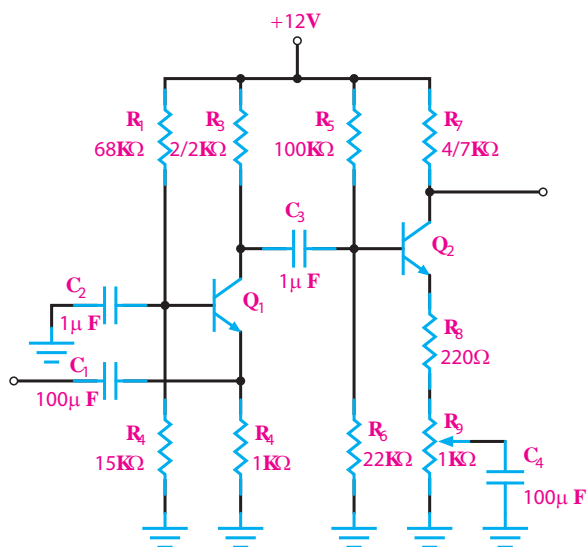 +12V
R1
68KΩ
R3
2/2KΩ
R5
100KΩ
R7
4/7KΩ
C3
1μ F
Q2
C2
1μ F
Q1
R8
220Ω
C1
100μ F
R4
15KΩ
R4
1KΩ
R6
22KΩ
R9
1KΩ
C4
100μ F